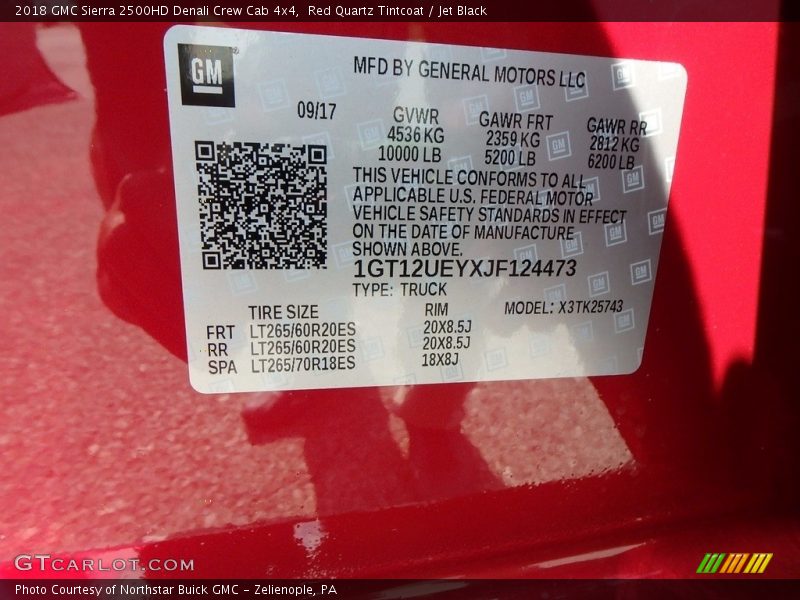 2018 GMC Sierra 2500HD Denali Crew Cab 4x4, Red Quartz Tintcoat / Jet Black
GM
MFD BY GENERAL MOTORS LLC
09/17 GVWR GAWR FRT GAWR RR
4536 KG 2359 KG 2812 KG
10000 LB 5200 LB 6200 LB
THIS VEHICLE CONFORMS TO ALL
APPLICABLE U.S. FEDERAL MOTOR
VEHICLE SAFETY STANDARDS IN EFFECT
ON THE DATE OF MANUFACTURE
SHOWN ABOVE.
1GT12UEYXJF124473
TYPE: TRUCK
TIRE SIZE RIM MODEL: X3TK25743
FRT LT265/60R20ES 20X8.5J
RR LT265/60R20ES 20X8.5J
SPA LT265/70R18ES 18X8J
GTCARLOT.COM
Photo Courtesy of Northstar Buick GMC - Zelienople, PA